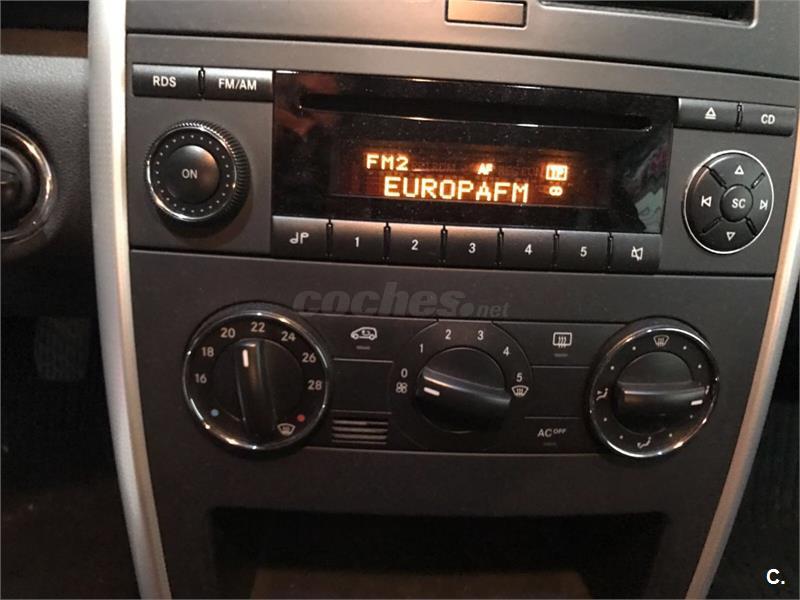 RDS FM/AM CD
ON
FM2 AF TP
EUROPAFM
SC
1 2 3 4 5
coches.net
16 18 20 22 24 26 28
0 1 2 3 4 5
AC OFF
C.